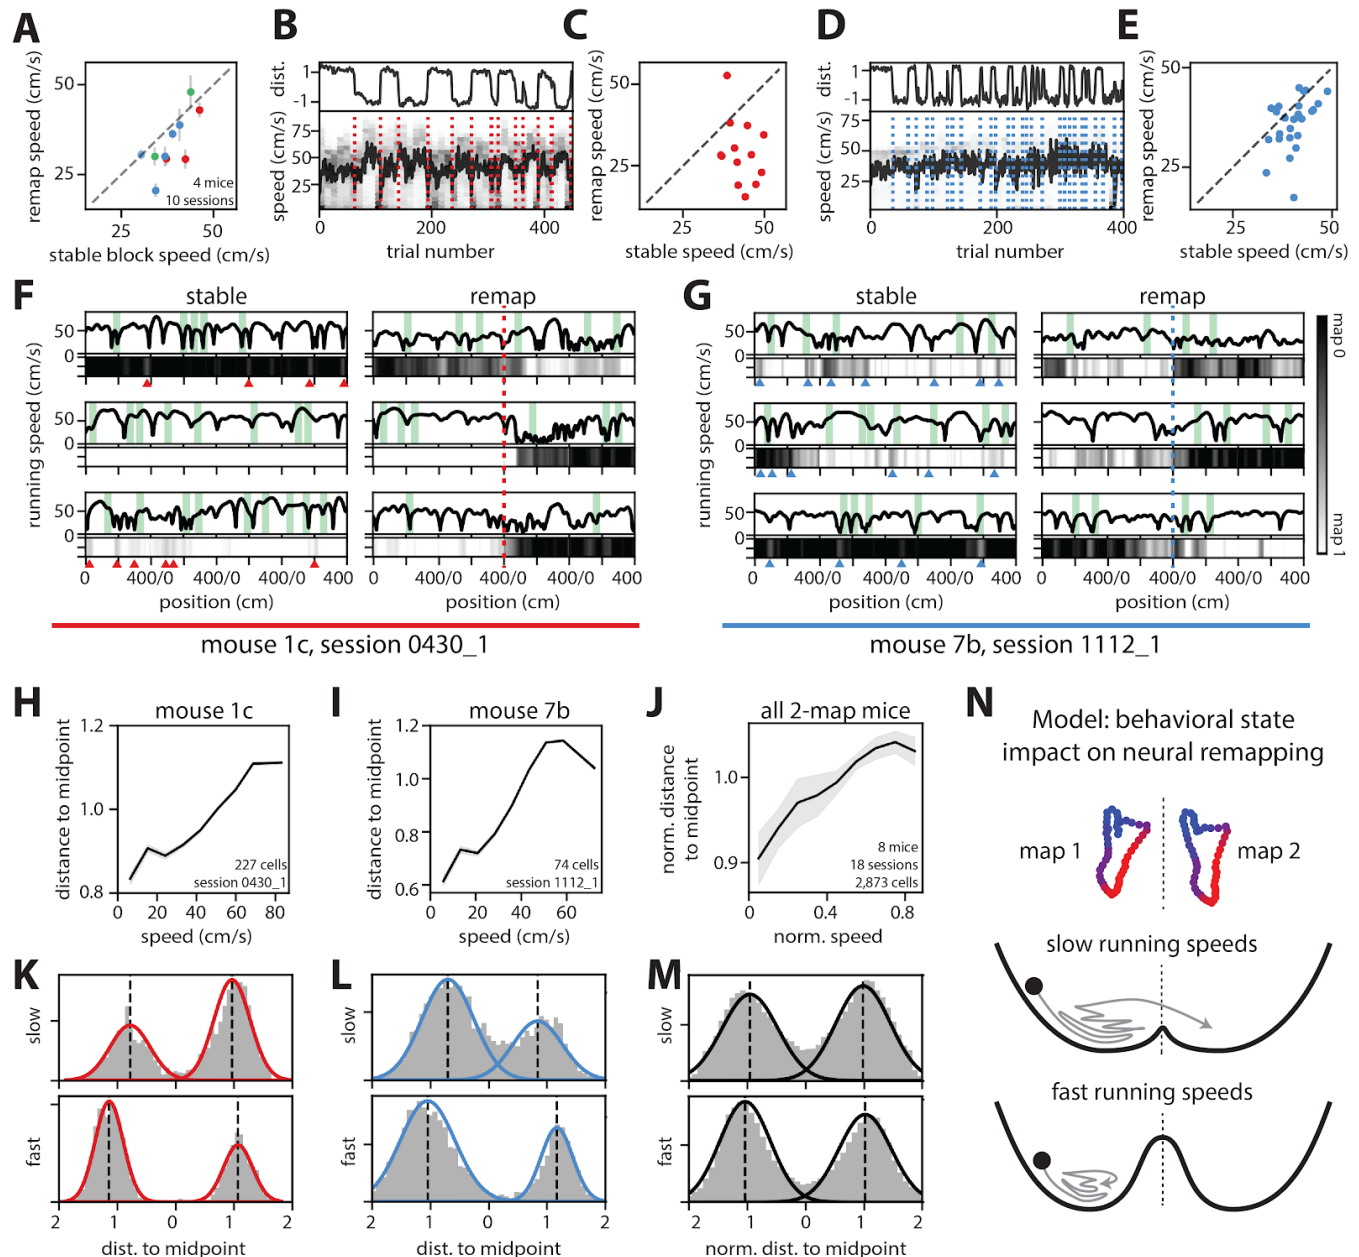 A
remap speed (cm/s)
50
25
4 mice
10 sessions
25
50
stable block speed (cm/s)
B
dist.
1
-1
speed (cm/s)
75
50
25
0
200
400
trial number
C
50
25
25
50
stable speed (cm/s)
remap speed (cm/s)
D
dist.
1
-1
speed (cm/s)
75
50
25
0
200
400
trial number
E
remap speed (cm/s)
50
25
25
50
stable speed (cm/s)
F
stable
remap
running speed (cm/s)
50
0
50
0
50
0
0
400/0
400/0
400/0
400
0
400/0
400/0
400/0
400
position (cm)
position (cm)
mouse 1c, session 0430_1
G
stable
remap
running speed (cm/s)
50
0
50
0
50
0
0
400/0
400/0
400/0
400
0
400/0
400/0
400/0
400
position (cm)
position (cm)
map 0
map 1
mouse 7b, session 1112_1
H
mouse 1c
distance to midpoint
1.2
1.0
0.8
227 cells
session 0430_1
0
20
40
60
80
speed (cm/s)
I
mouse 7b
distance to midpoint
1.2
1.0
0.8
0.6
74 cells
session 1112_1
0
20
40
60
speed (cm/s)
J
all 2-map mice
norm. distance
to midpoint
1.0
0.9
8 mice
18 sessions
2,873 cells
0
0.4
0.8
norm. speed
K
slow
fast
2
1
0
1
2
dist. to midpoint
L
slow
fast
2
1
0
1
2
dist. to midpoint
M
slow
fast
2
1
0
1
2
norm. dist. to midpoint
N
Model: behavioral state
impact on neural remapping
map 1
map 2
slow running speeds
fast running speeds